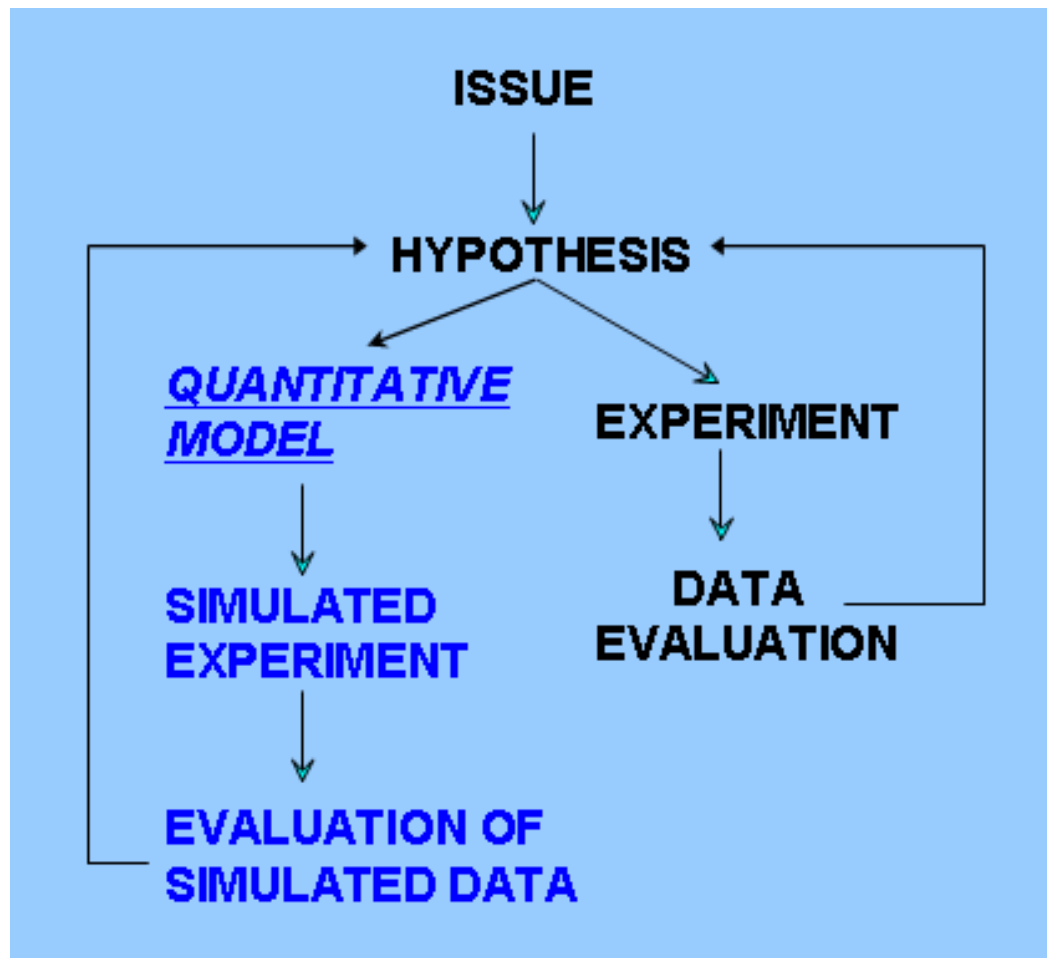 ISSUE
HYPOTHESIS
QUANTITATIVE
MODEL
EXPERIMENT
SIMULATED
EXPERIMENT
DATA
EVALUATION
EVALUATION OF
SIMULATED DATA